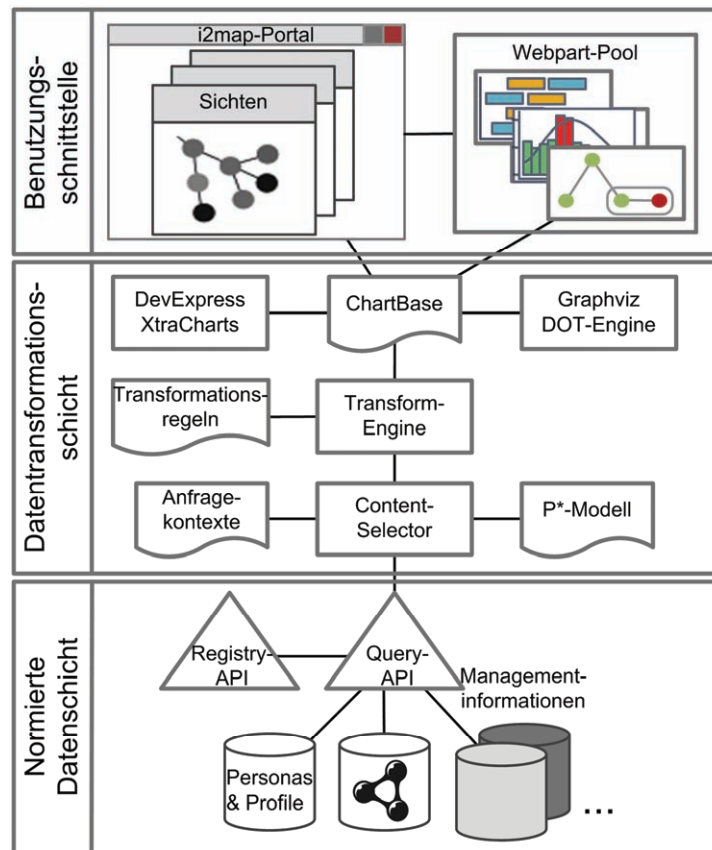 Benutzungs-
schnittstelle
i2map-Portal
Sichten
Webpart-Pool
Datentransformations-
schicht
DevExpress
XtraCharts
ChartBase
Graphviz
DOT-Engine
Transformations-
regeln
Transform-
Engine
Anfrage-
kontexte
Content-
Selector
P*-Modell
Normierte
Datenschicht
Registry-
API
Query-
API
Management-
informationen
Personas
& Profile
...